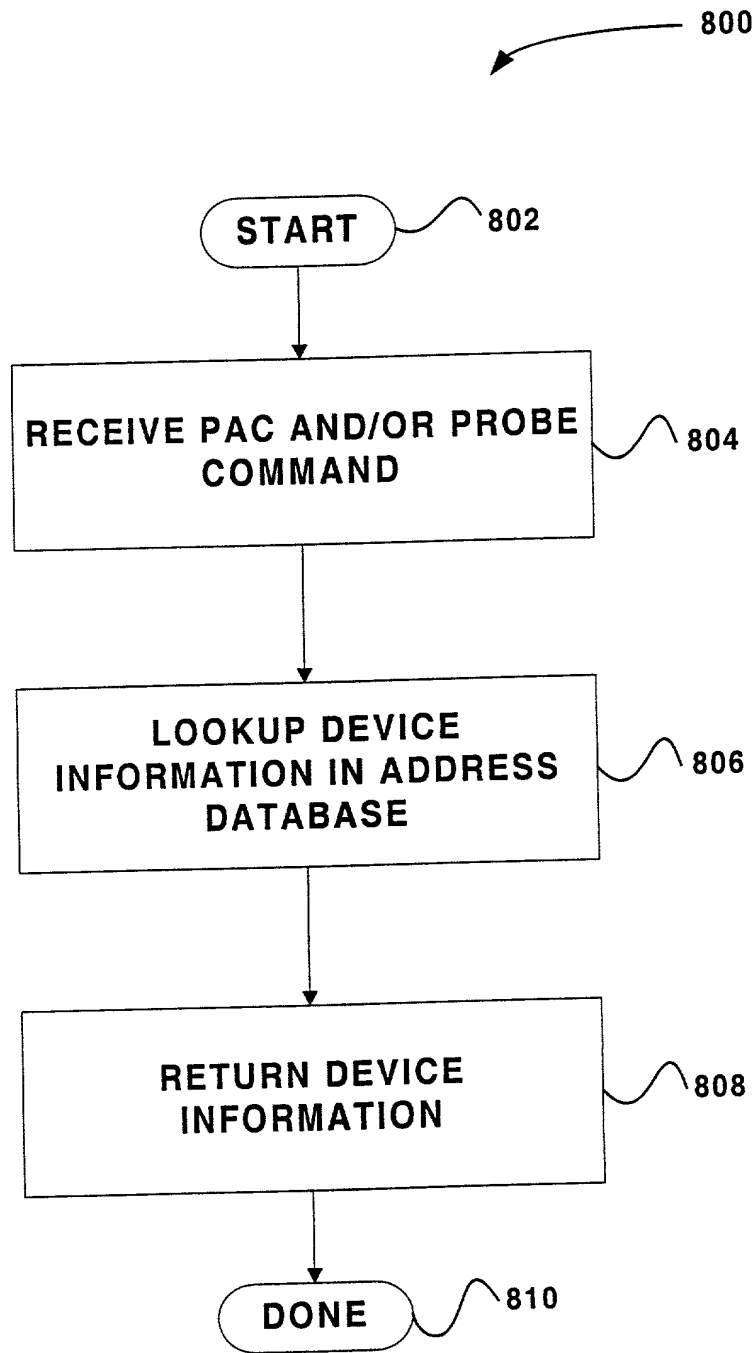 800
START
802
RECEIVE PAC AND/OR PROBE
COMMAND
804
LOOKUP DEVICE
INFORMATION IN ADDRESS
DATABASE
806
RETURN DEVICE
INFORMATION
808
DONE
810